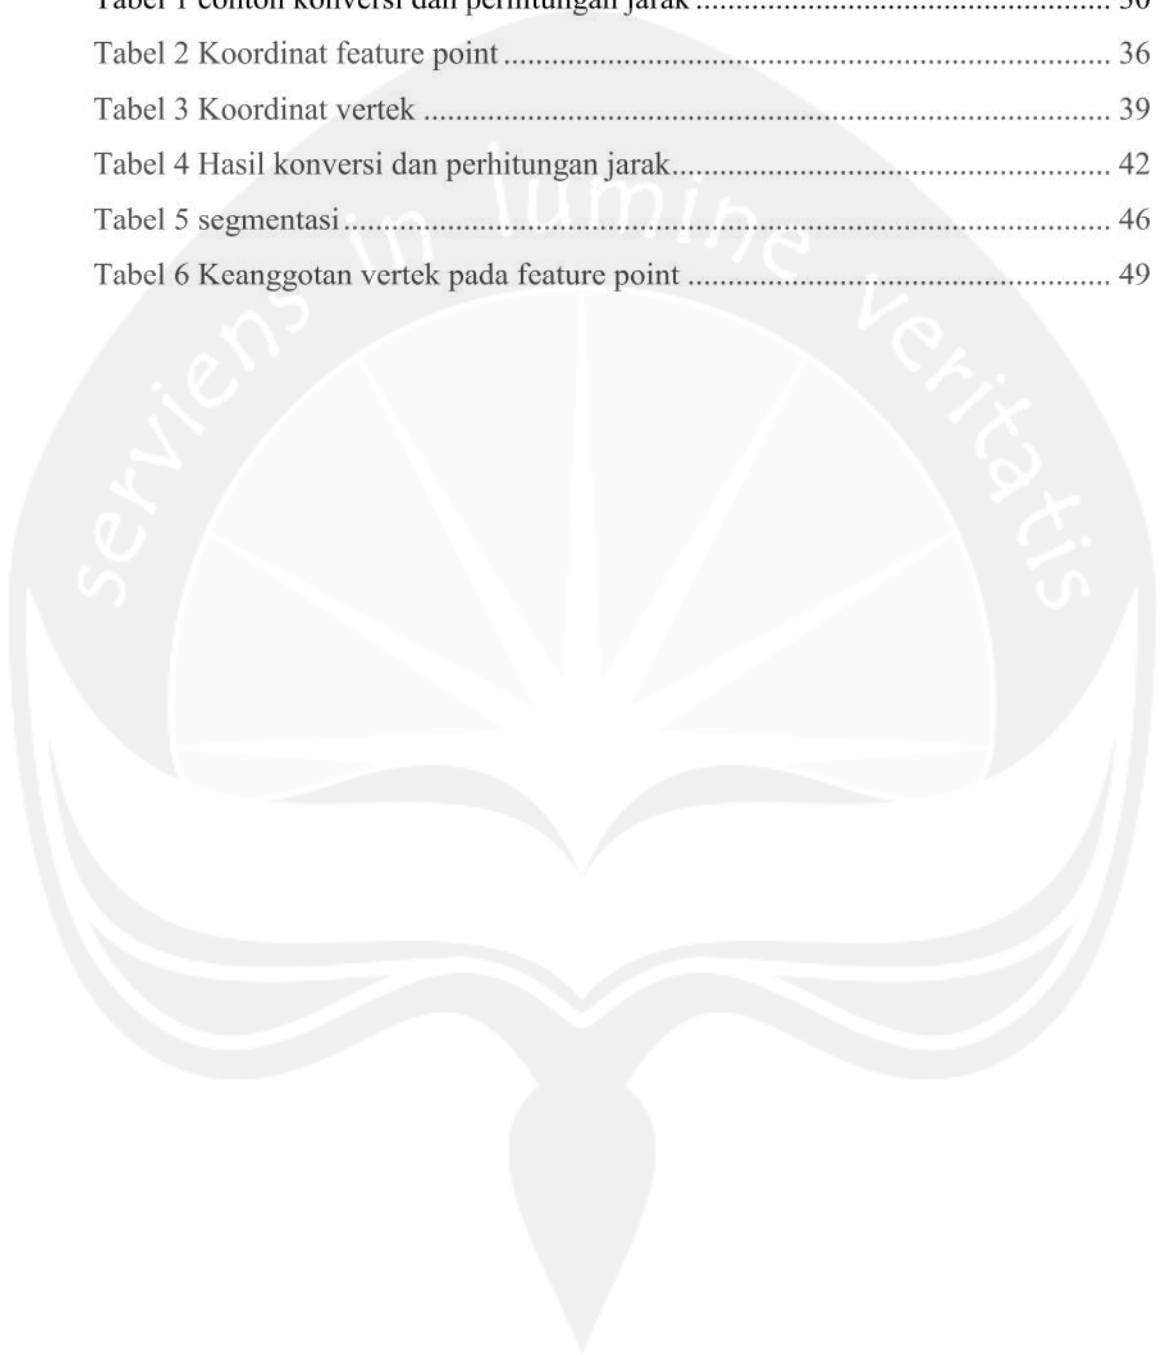 Tabel 1 contoh konversi dan perhitungan jarak .................................................... 30
Tabel 2 Koordinat feature point ............................................................................ 36
Tabel 3 Koordinat vertek ...................................................................................... 39
Tabel 4 Hasil konversi dan perhitungan jarak....................................................... 42
Tabel 5 segmentasi ................................................................................................ 46
Tabel 6 Keanggotan vertek pada feature point ..................................................... 49
serviens in lumine veritatis